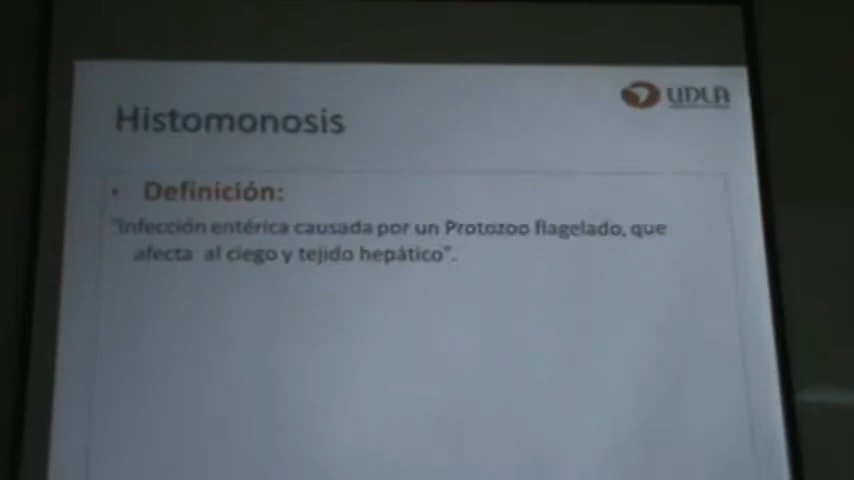 UDLA
Histomonosis
• Definición:
"Infección entérica causada por un Protozoo flagelado, que
afecta al ciego y tejido hepático".